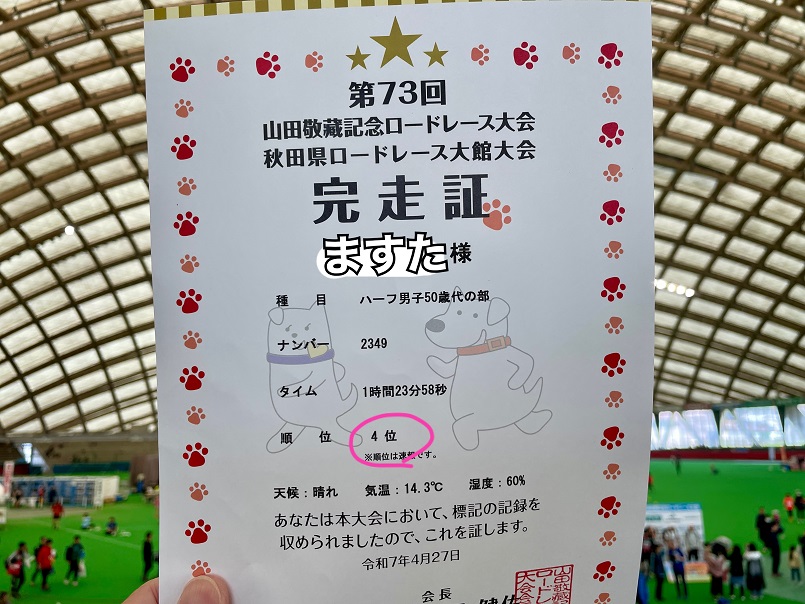 第73回
山田敬藏記念ロードレース大会
秋田県ロードレース大館大会
完走証
ますた様
種目 ハーフ男子50歳代の部
ナンバー 2349
タイム 1時間23分58秒
順位 4位
※順位は速報です。
天候:晴れ 気温:14.3℃ 湿度:60%
あなたは本大会において、標記の記録を
収められましたので、これを証します。
令和7年4月27日
会長